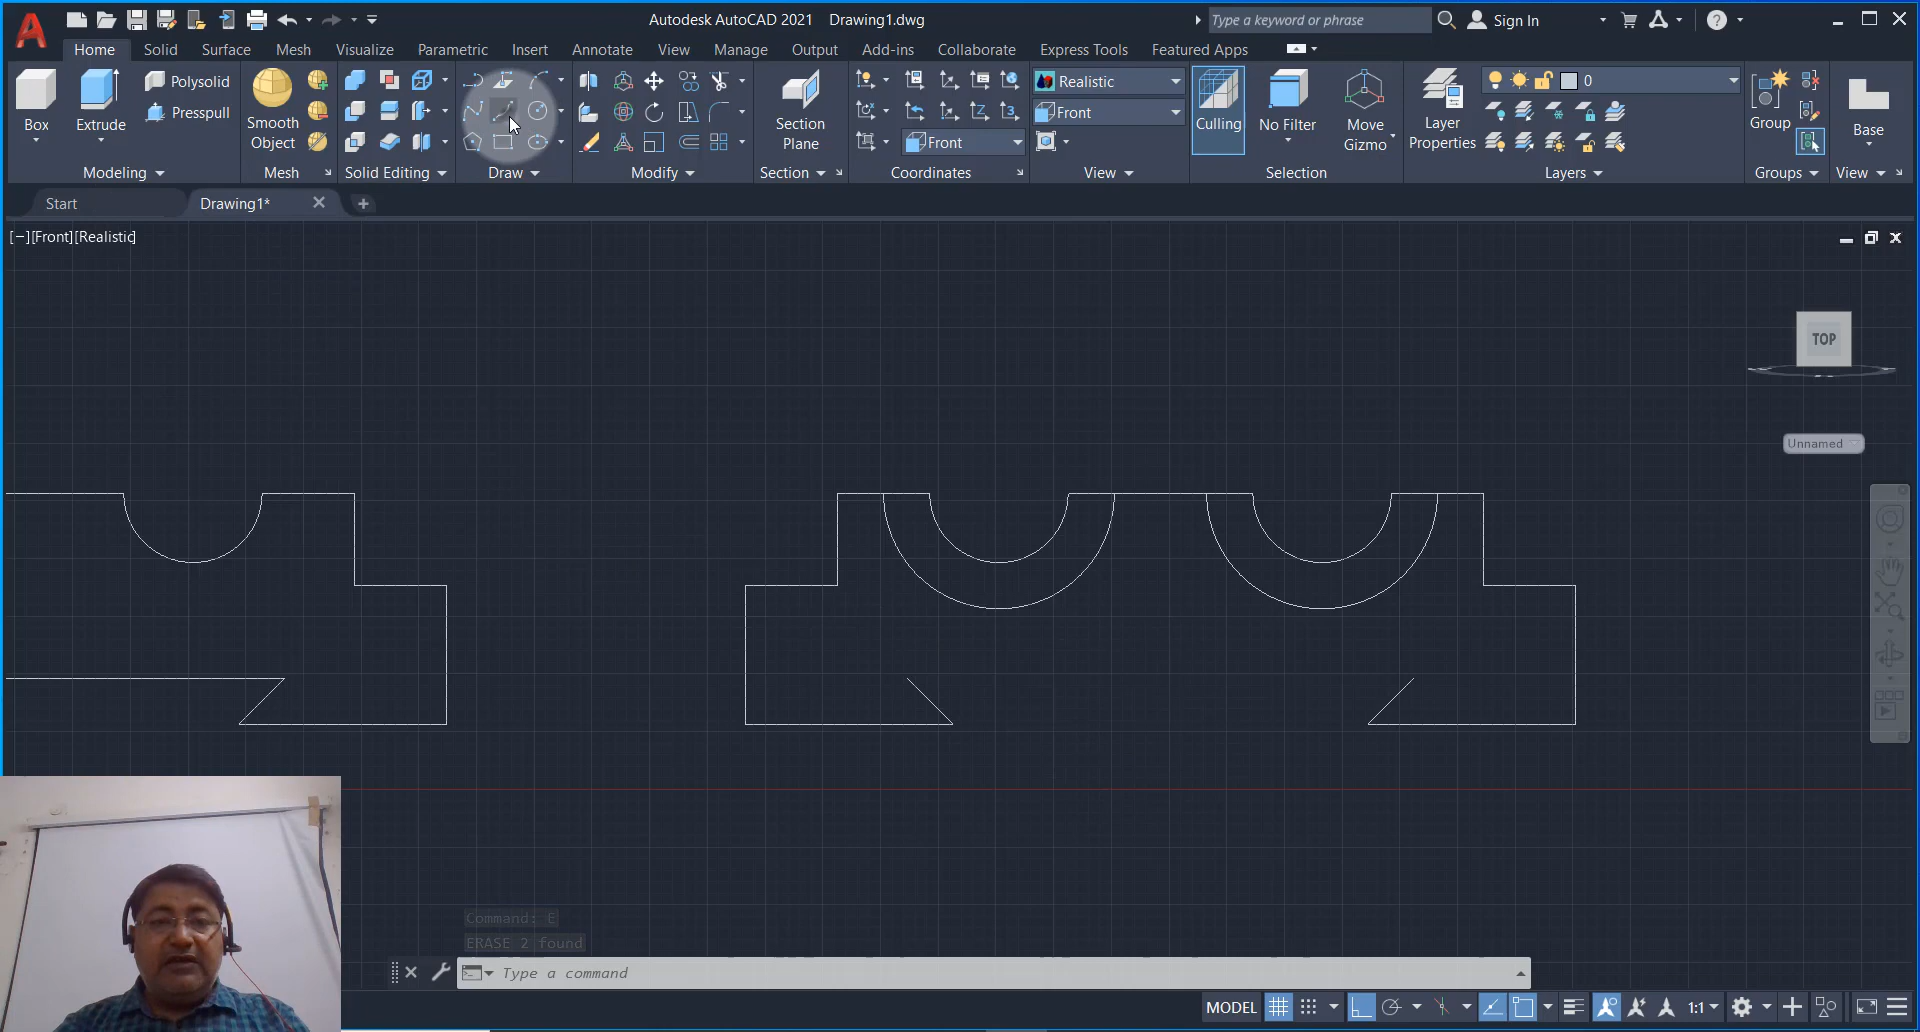 Autodesk AutoCAD 2021 Drawing1.dwg
Type a keyword or phrase
Sign In
Home Solid Surface Mesh Visualize Parametric Insert Annotate View Manage Output Add-ins Collaborate Express Tools Featured Apps
Box
Extrude
Polysolid
Presspull
Modeling
Smooth
Object
Mesh
Solid Editing
Draw
Modify
Section
Plane
Section
Front
Coordinates
Realistic
Front
View
Culling
No Filter
Move
Gizmo
Selection
Layer
Properties
0
Layers
Group
Groups
Base
View
Start
Drawing1*
[−][Front][Realistic]
TOP
Unnamed
Command: E
ERASE 2 found
Type a command
MODEL
1:1